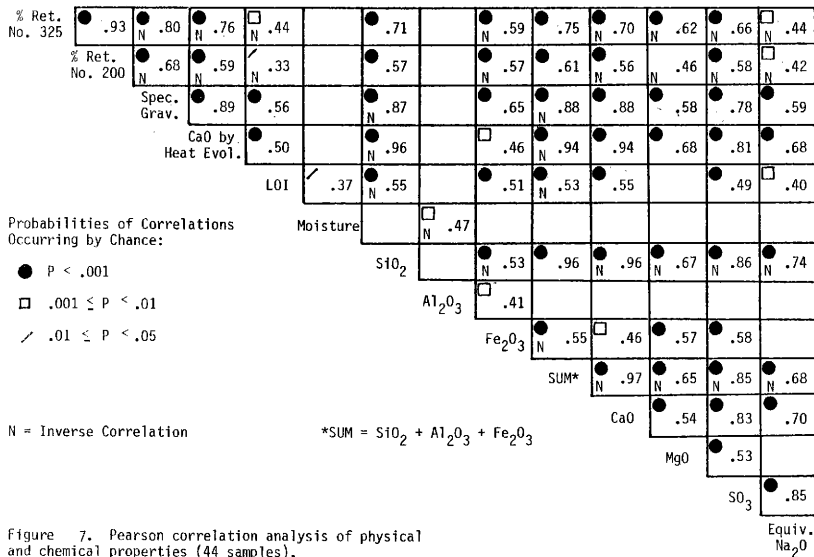 % Ret. No. 325 .93 N .80 N .76 N .44 .71 N .59 .75 N .70 N .62 N .66 N .44
% Ret. No. 200 N .68 N .59 N .33 .57 N .57 .61 N .56 N .46 N .58 N .42
Spec. Grav. .89 .56 N .87 .65 N .88 .88 .58 .78 .59
CaO by Heat Evol. .50 N .96 .46 N .94 .94 .68 .81 .68
LOI .37 N .55 .51 N .53 .55 .49 .40
Moisture N .47
SiO₂ N .53 .96 N .96 N .67 N .86 N .74
Al₂O₃ .41
Fe₂O₃ N .55 .46 .57 .58
SUM* N .97 N .65 N .85 N .68
CaO .54 .83 .70
MgO .53
SO₃ .85
Equiv. Na₂O
Probabilities of Correlations
Occurring by Chance:
● P < .001
□ .001 ≤ P < .01
∕ .01 ≤ P < .05
N = Inverse Correlation
*SUM = SiO₂ + Al₂O₃ + Fe₂O₃
Figure 7. Pearson correlation analysis of physical
and chemical properties (44 samples).